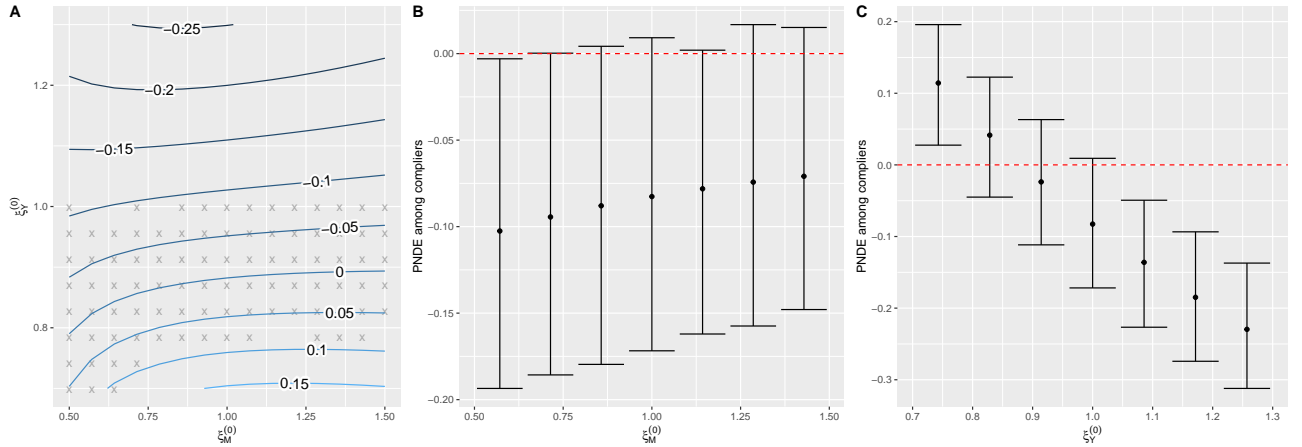 A
−0.25
−0.2
−0.15
−0.1
−0.05
0
0.05
0.1
0.15
x x x x x x x x x x x x x
x x x x x x x x x x x x x x x
x x x x x x x x x x x x x x x
x x x x x x x x x x x x x x x
x x x x x x x x x x x x x x x
1.2
1.0
0.8
ξY(0)
0.50 0.75 1.00 1.25 1.50
ξM(0)
B
0.00
−0.05
−0.10
−0.15
−0.20
PNDE among compliers
0.50 0.75 1.00 1.25 1.50
ξM(0)
C
0.2
0.1
0.0
−0.1
−0.2
−0.3
PNDE among compliers
0.7 0.8 0.9 1.0 1.1 1.2 1.3
ξY(0)